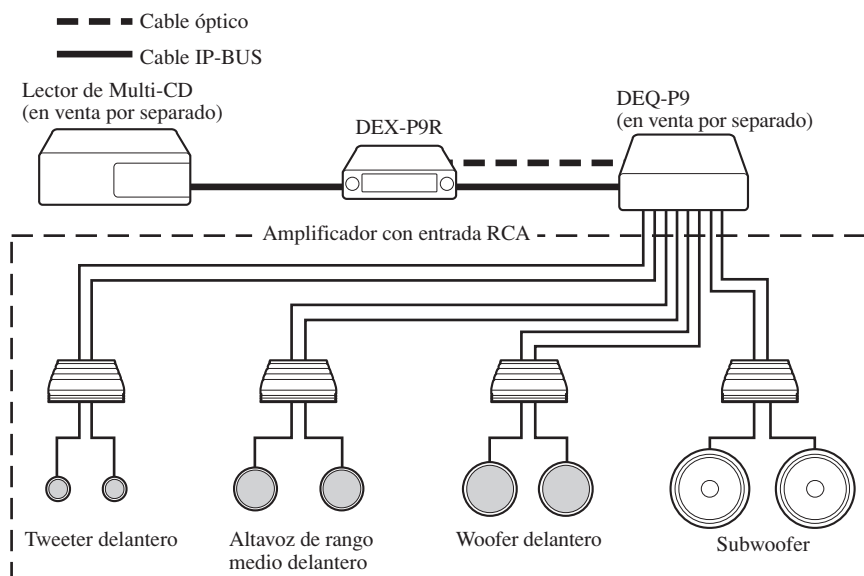 Cable óptico
Cable IP-BUS
Lector de Multi-CD
(en venta por separado)
DEX-P9R
DEQ-P9
(en venta por separado)
Amplificador con entrada RCA
Tweeter delantero
Altavoz de rango
medio delantero
Woofer delantero
Subwoofer